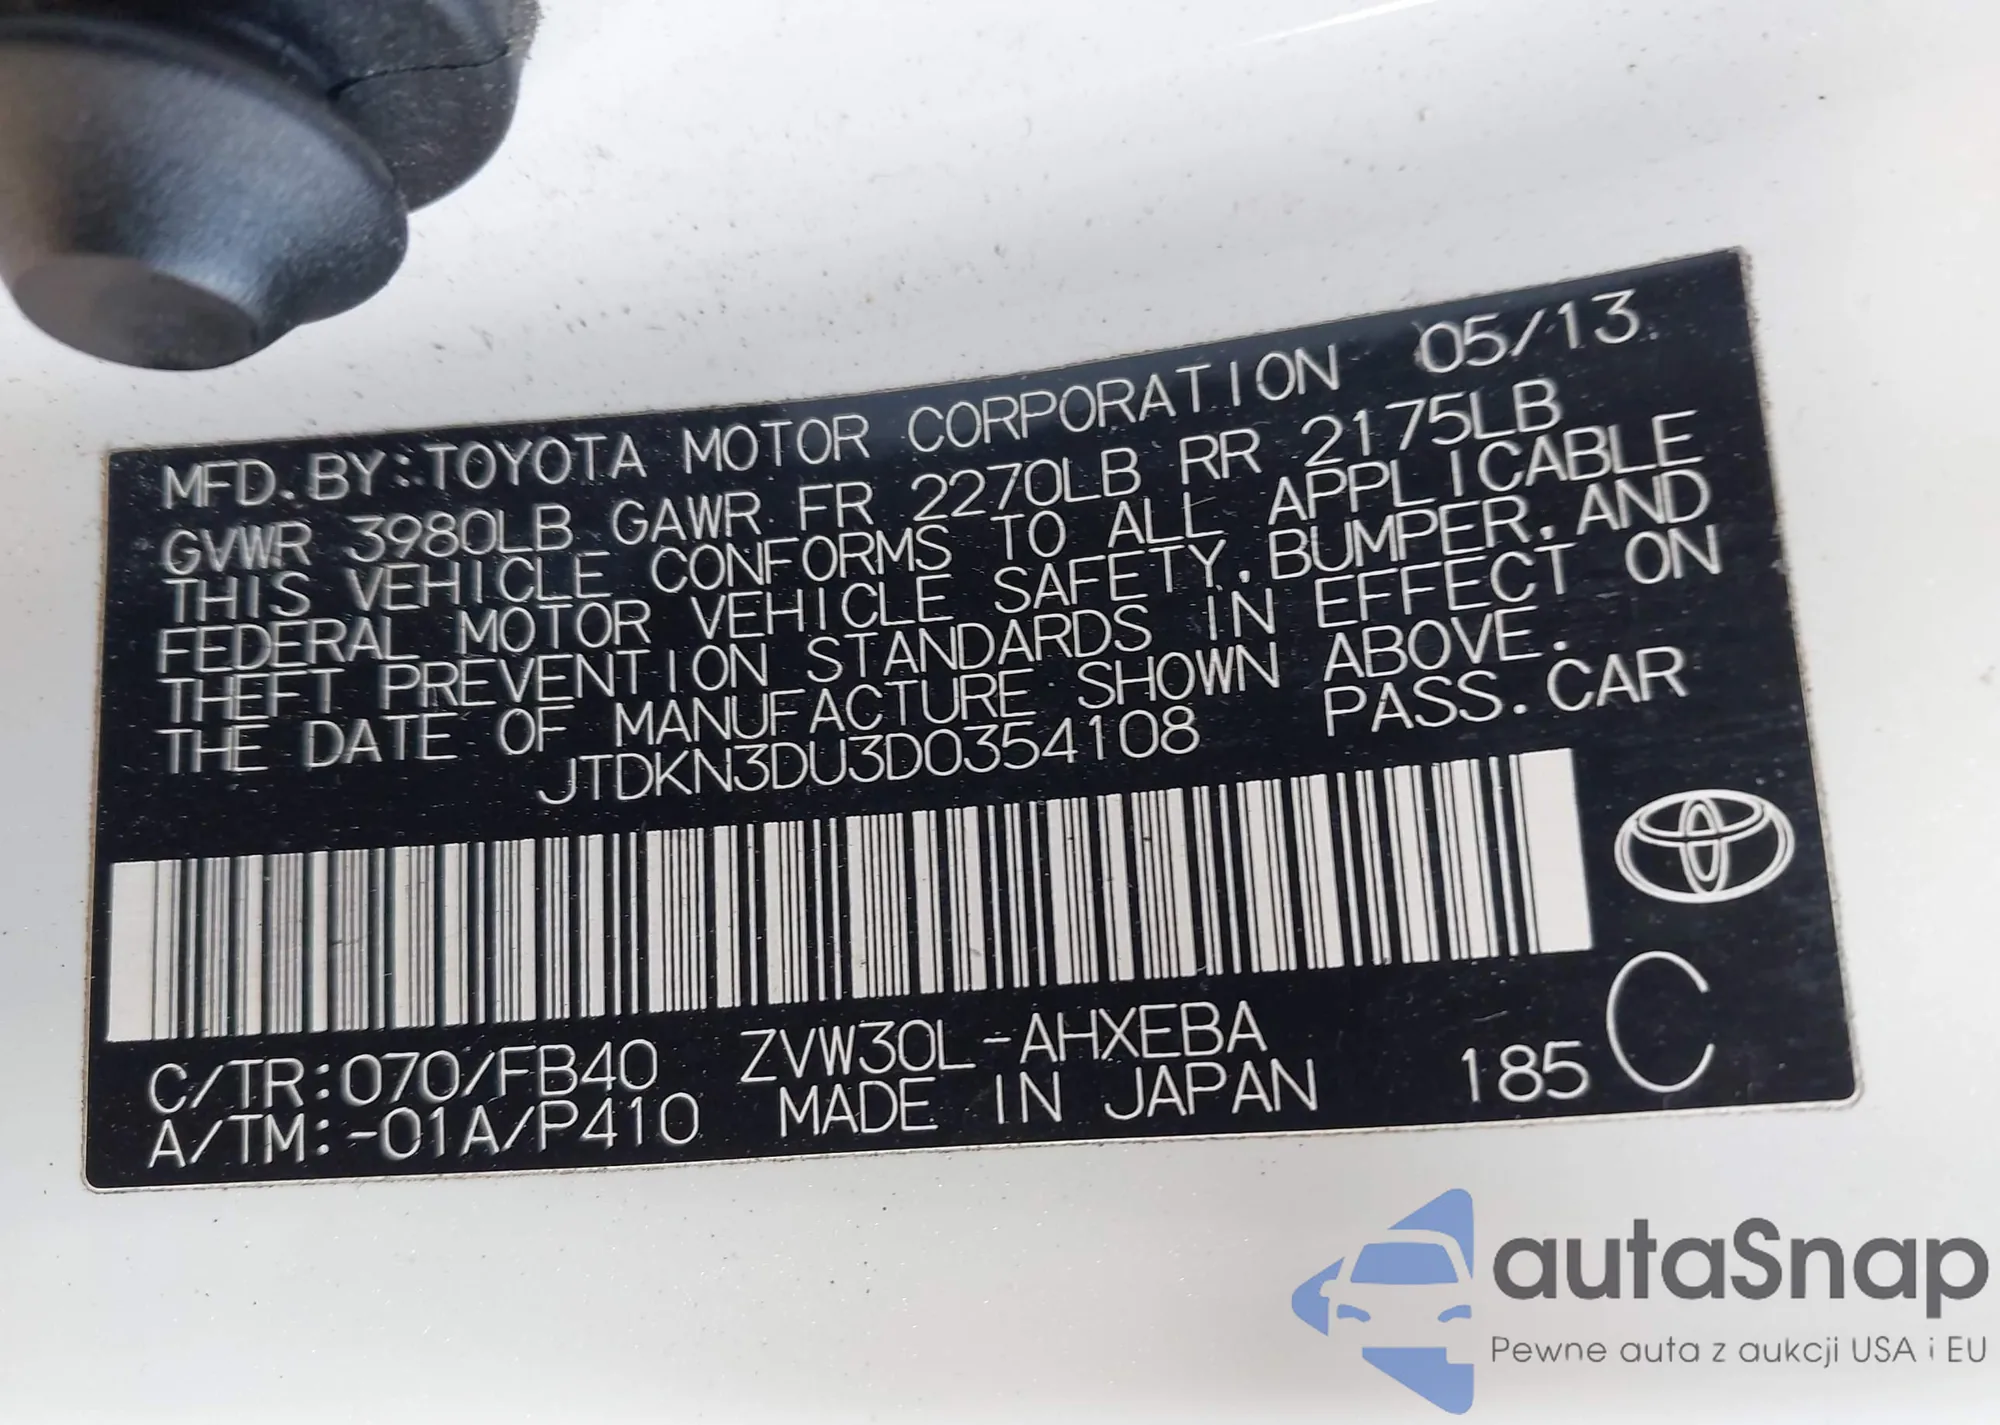 MFD. BY: TOYOTA MOTOR CORPORATION 05/13
GVWR 3980LB GAWR FR 2270LB RR 2175LB
THIS VEHICLE CONFORMS TO ALL APPLICABLE
FEDERAL MOTOR VEHICLE SAFETY, BUMPER, AND
THEFT PREVENTION STANDARDS IN EFFECT ON
THE DATE OF MANUFACTURE SHOWN ABOVE.
JTDKN3DU3D0354108 PASS. CAR
C/TR: 070/FB40 ZVW30L-AHXEBA
A/TM: -01A/P410 MADE IN JAPAN 185 C
autaSnap
Pewne auta z aukcji USA i EU